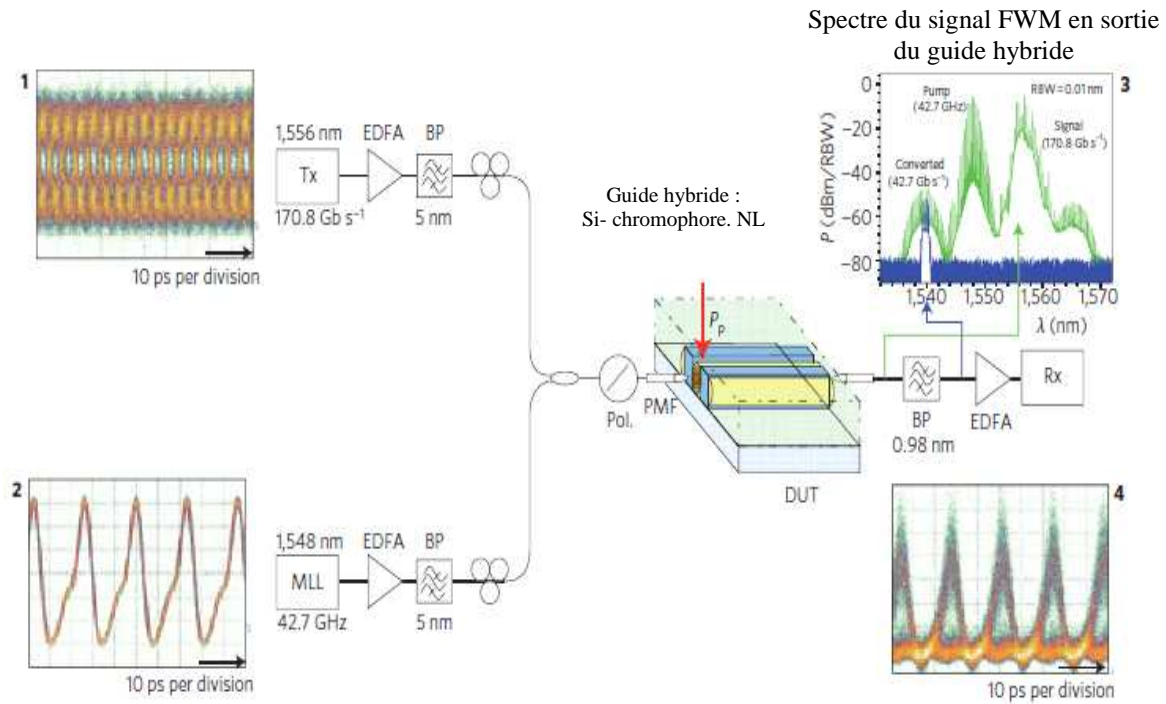 Spectre du signal FWM en sortie
du guide hybride
1
10 ps per division
1,556 nm
EDFA
BP
Tx
170.8 Gb s⁻¹
5 nm
Guide hybride :
Si- chromophore. NL
3
0
−20
−40
−60
−80
P (dBm/RBW)
Pump
(42.7 GHz)
RBW = 0.01 nm
Signal
(170.8 Gb s⁻¹)
Converted
(42.7 Gb s⁻¹)
1,540
1,550
1,560
1,570
λ (nm)
Pₚ
Pol.
PMF
DUT
BP
0.98 nm
EDFA
Rx
2
10 ps per division
1,548 nm
EDFA
BP
MLL
42.7 GHz
5 nm
4
10 ps per division